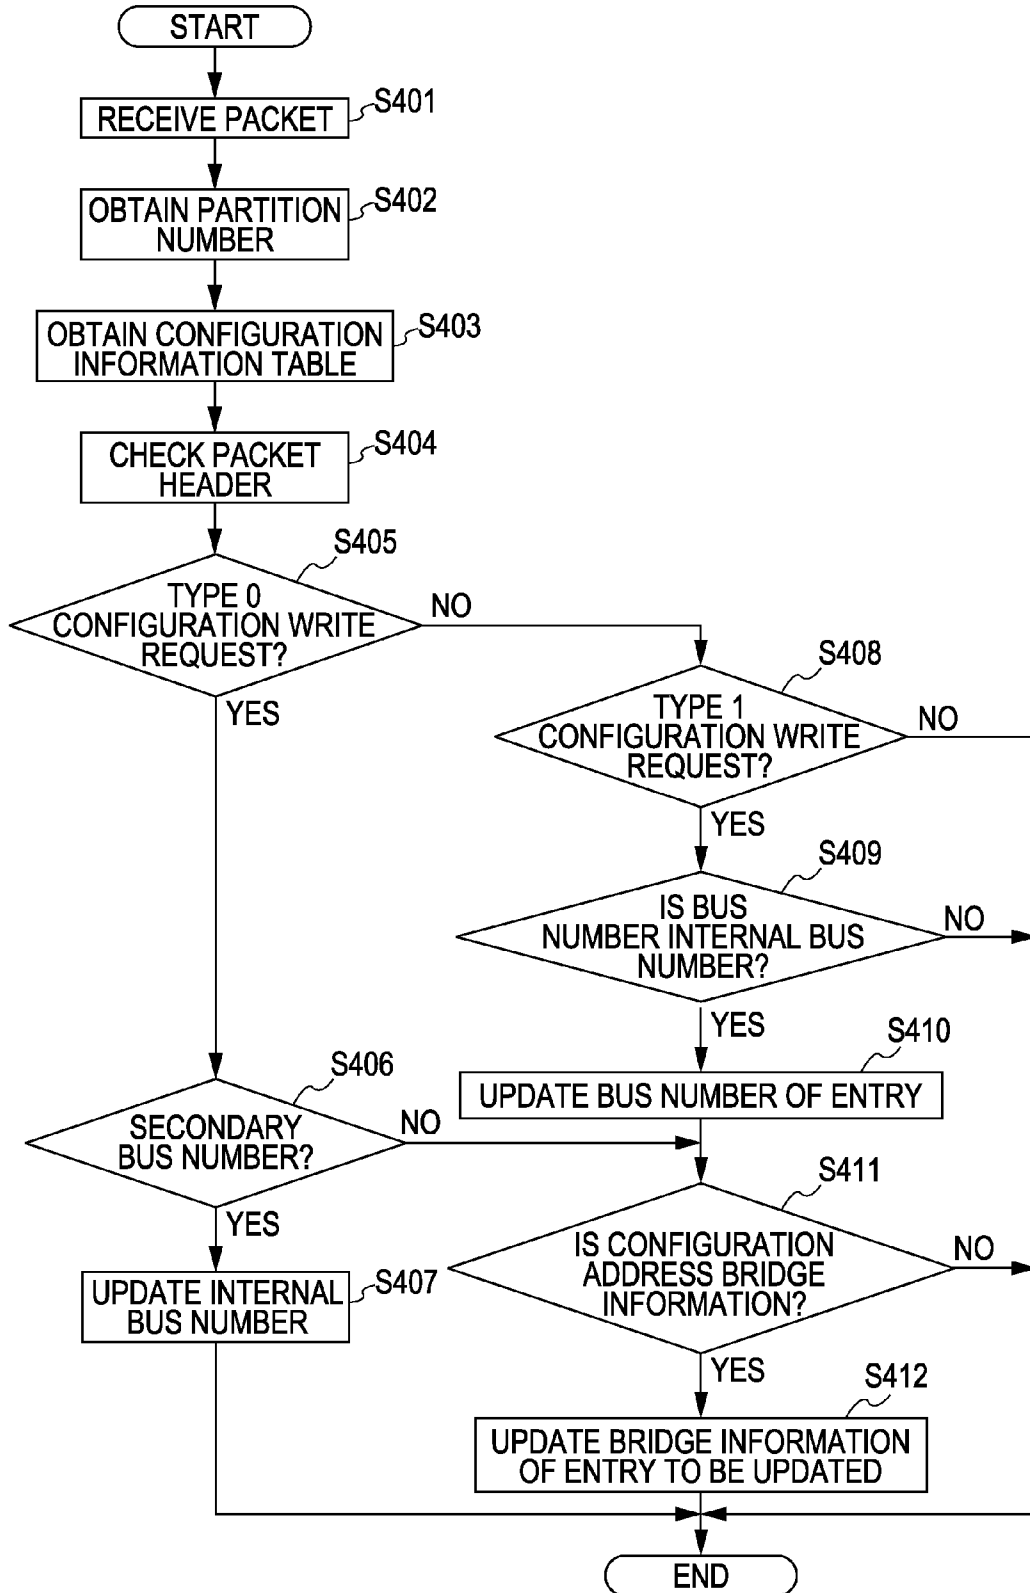 START
S401
RECEIVE PACKET
S402
OBTAIN PARTITION
NUMBER
S403
OBTAIN CONFIGURATION
INFORMATION TABLE
S404
CHECK PACKET
HEADER
S405
TYPE 0
CONFIGURATION WRITE
REQUEST?
NO
YES
S408
TYPE 1
CONFIGURATION WRITE
REQUEST?
NO
YES
S409
IS BUS
NUMBER INTERNAL BUS
NUMBER?
NO
YES
S410
UPDATE BUS NUMBER OF ENTRY
S406
SECONDARY
BUS NUMBER?
NO
YES
S407
UPDATE INTERNAL
BUS NUMBER
S411
IS CONFIGURATION
ADDRESS BRIDGE
INFORMATION?
NO
YES
S412
UPDATE BRIDGE INFORMATION
OF ENTRY TO BE UPDATED
END